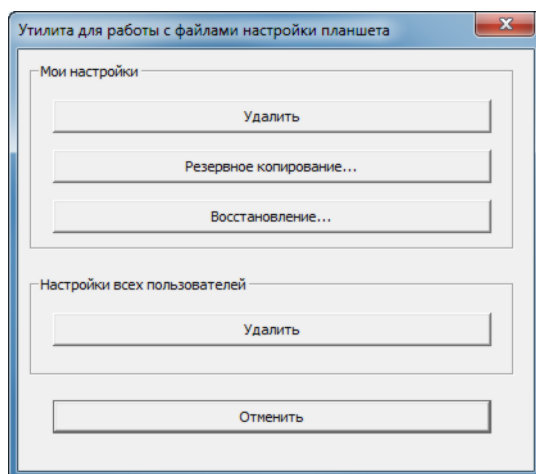 Утилита для работы с файлами настройки планшета
Мои настройки
Удалить
Резервное копирование...
Восстановление...
Настройки всех пользователей
Удалить
Отменить